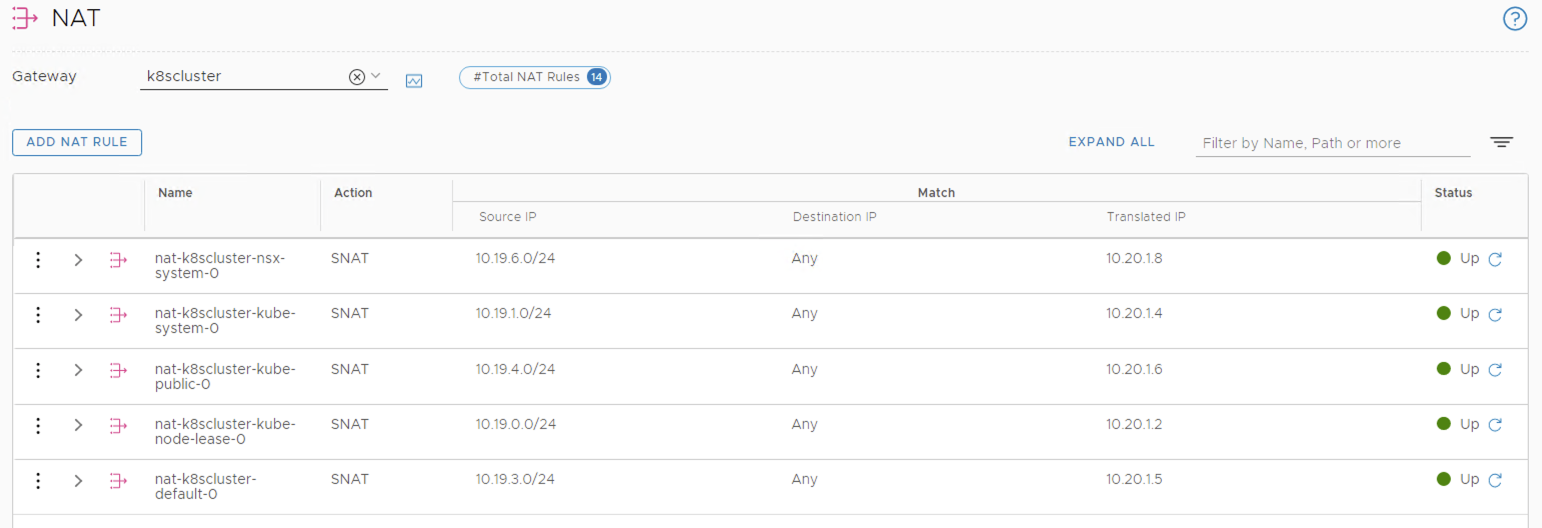 NAT
?
Gateway k8scluster #Total NAT Rules 14
ADD NAT RULE EXPAND ALL Filter by Name, Path or more
Name Action Match Status
Source IP Destination IP Translated IP
nat-k8scluster-nsx- SNAT 10.19.6.0/24 Any 10.20.1.8 Up
system-0
nat-k8scluster-kube- SNAT 10.19.1.0/24 Any 10.20.1.4 Up
system-0
nat-k8scluster-kube- SNAT 10.19.4.0/24 Any 10.20.1.6 Up
public-0
nat-k8scluster-kube- SNAT 10.19.0.0/24 Any 10.20.1.2 Up
node-lease-0
nat-k8scluster- SNAT 10.19.3.0/24 Any 10.20.1.5 Up
default-0